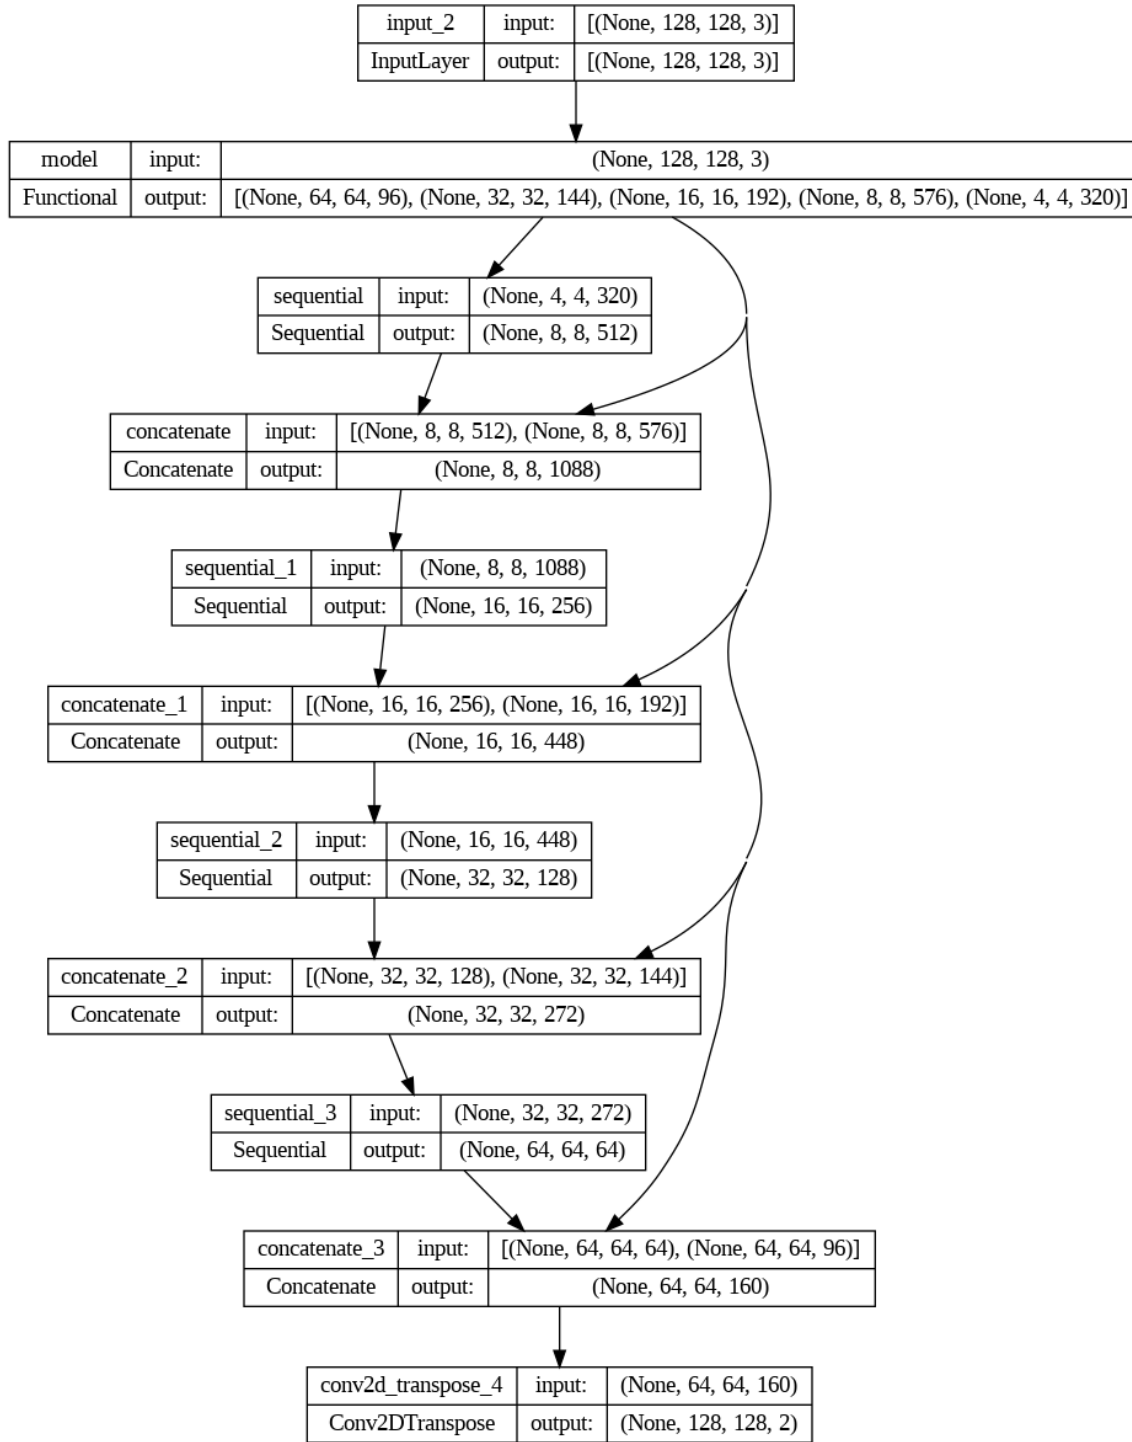 input_2 input: [(None, 128, 128, 3)]
InputLayer output: [(None, 128, 128, 3)]
model input: (None, 128, 128, 3)
Functional output: [(None, 64, 64, 96), (None, 32, 32, 144), (None, 16, 16, 192), (None, 8, 8, 576), (None, 4, 4, 320)]
sequential input: (None, 4, 4, 320)
Sequential output: (None, 8, 8, 512)
concatenate input: [(None, 8, 8, 512), (None, 8, 8, 576)]
Concatenate output: (None, 8, 8, 1088)
sequential_1 input: (None, 8, 8, 1088)
Sequential output: (None, 16, 16, 256)
concatenate_1 input: [(None, 16, 16, 256), (None, 16, 16, 192)]
Concatenate output: (None, 16, 16, 448)
sequential_2 input: (None, 16, 16, 448)
Sequential output: (None, 32, 32, 128)
concatenate_2 input: [(None, 32, 32, 128), (None, 32, 32, 144)]
Concatenate output: (None, 32, 32, 272)
sequential_3 input: (None, 32, 32, 272)
Sequential output: (None, 64, 64, 64)
concatenate_3 input: [(None, 64, 64, 64), (None, 64, 64, 96)]
Concatenate output: (None, 64, 64, 160)
conv2d_transpose_4 input: (None, 64, 64, 160)
Conv2DTranspose output: (None, 128, 128, 2)